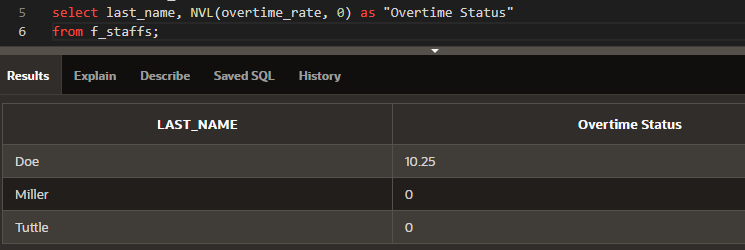 5 select last_name, NVL(overtime_rate, 0) as "Overtime Status"
6 from f_staffs;
Results Explain Describe Saved SQL History
LAST_NAME Overtime Status
Doe 10.25
Miller 0
Tuttle 0